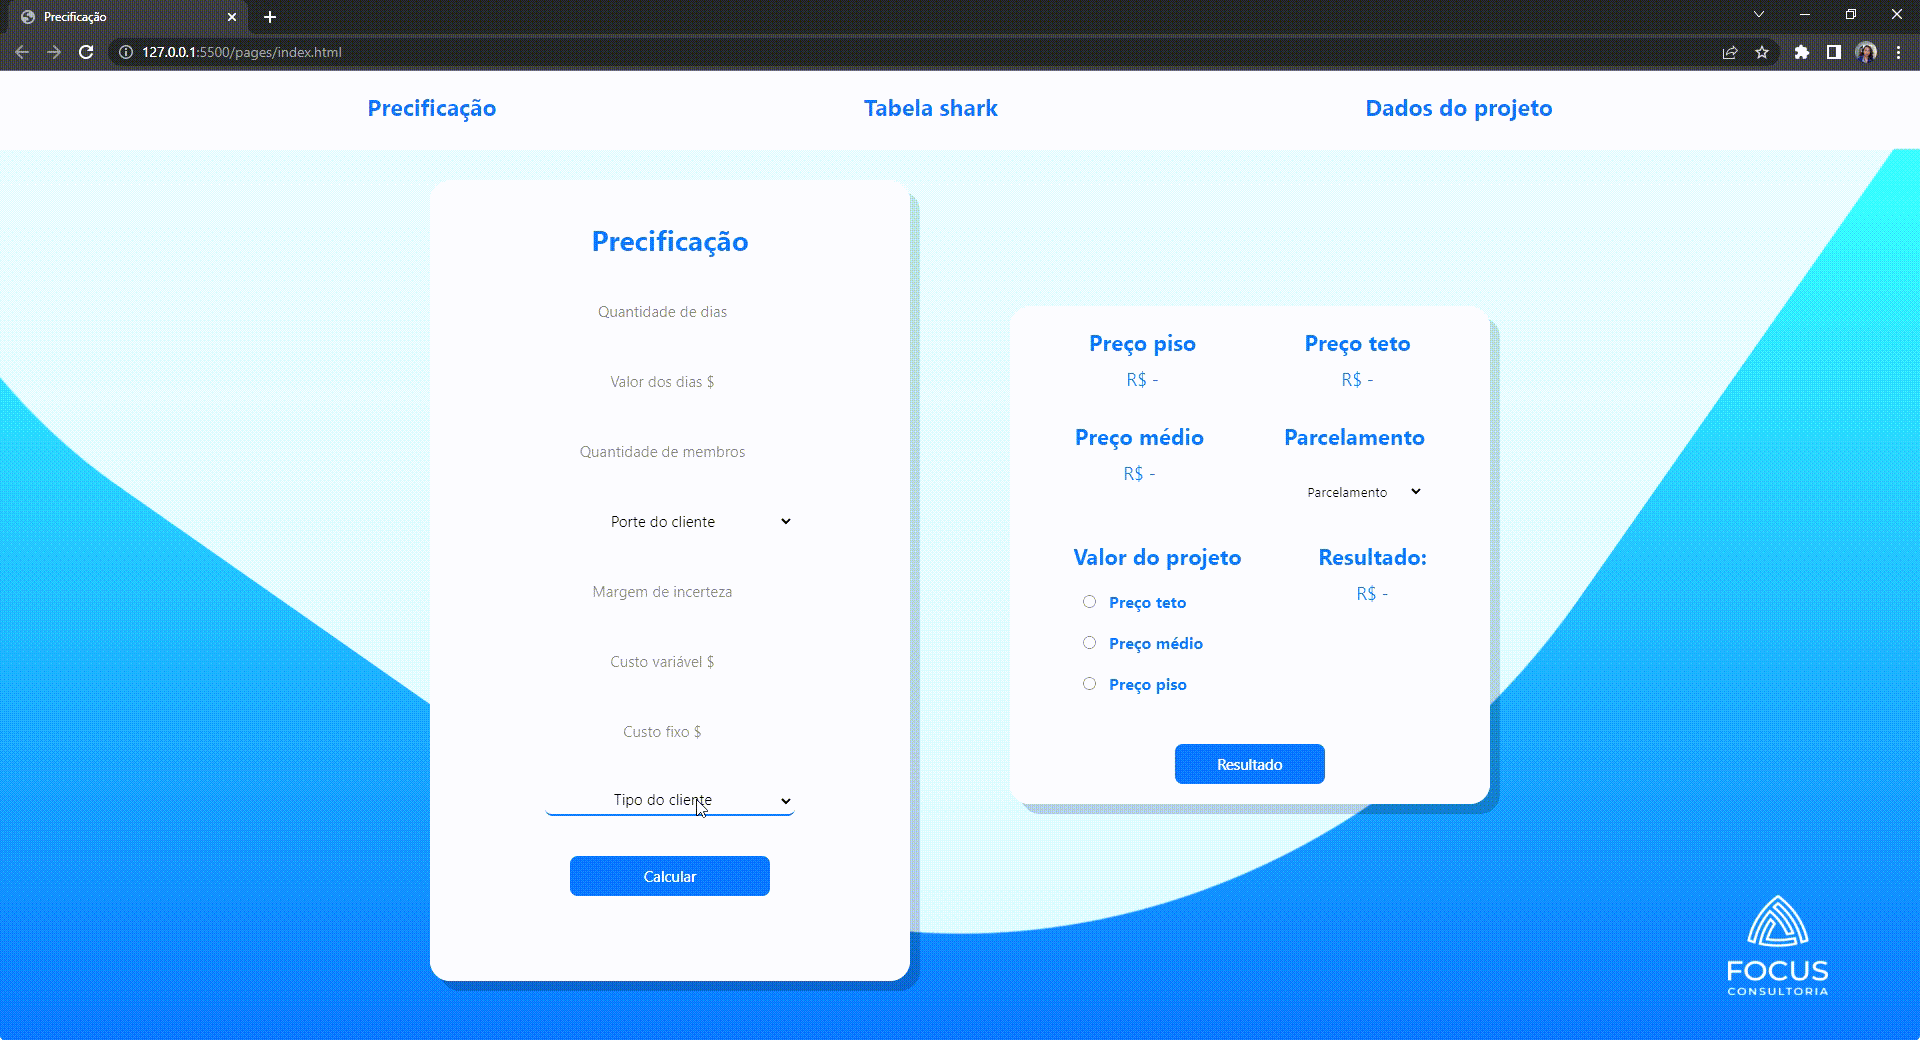 Precificação
127.0.0.1:5500/pages/index.html
Precificação
Tabela shark
Dados do projeto
Precificação
Quantidade de dias
Valor dos dias $
Quantidade de membros
Porte do cliente
Margem de incerteza
Custo variável $
Custo fixo $
Tipo do cliente
Calcular
Preço piso
R$ -
Preço teto
R$ -
Preço médio
R$ -
Parcelamento
Parcelamento
Valor do projeto
Preço teto
Preço médio
Preço piso
Resultado:
R$ -
Resultado
FOCUS
CONSULTORIA